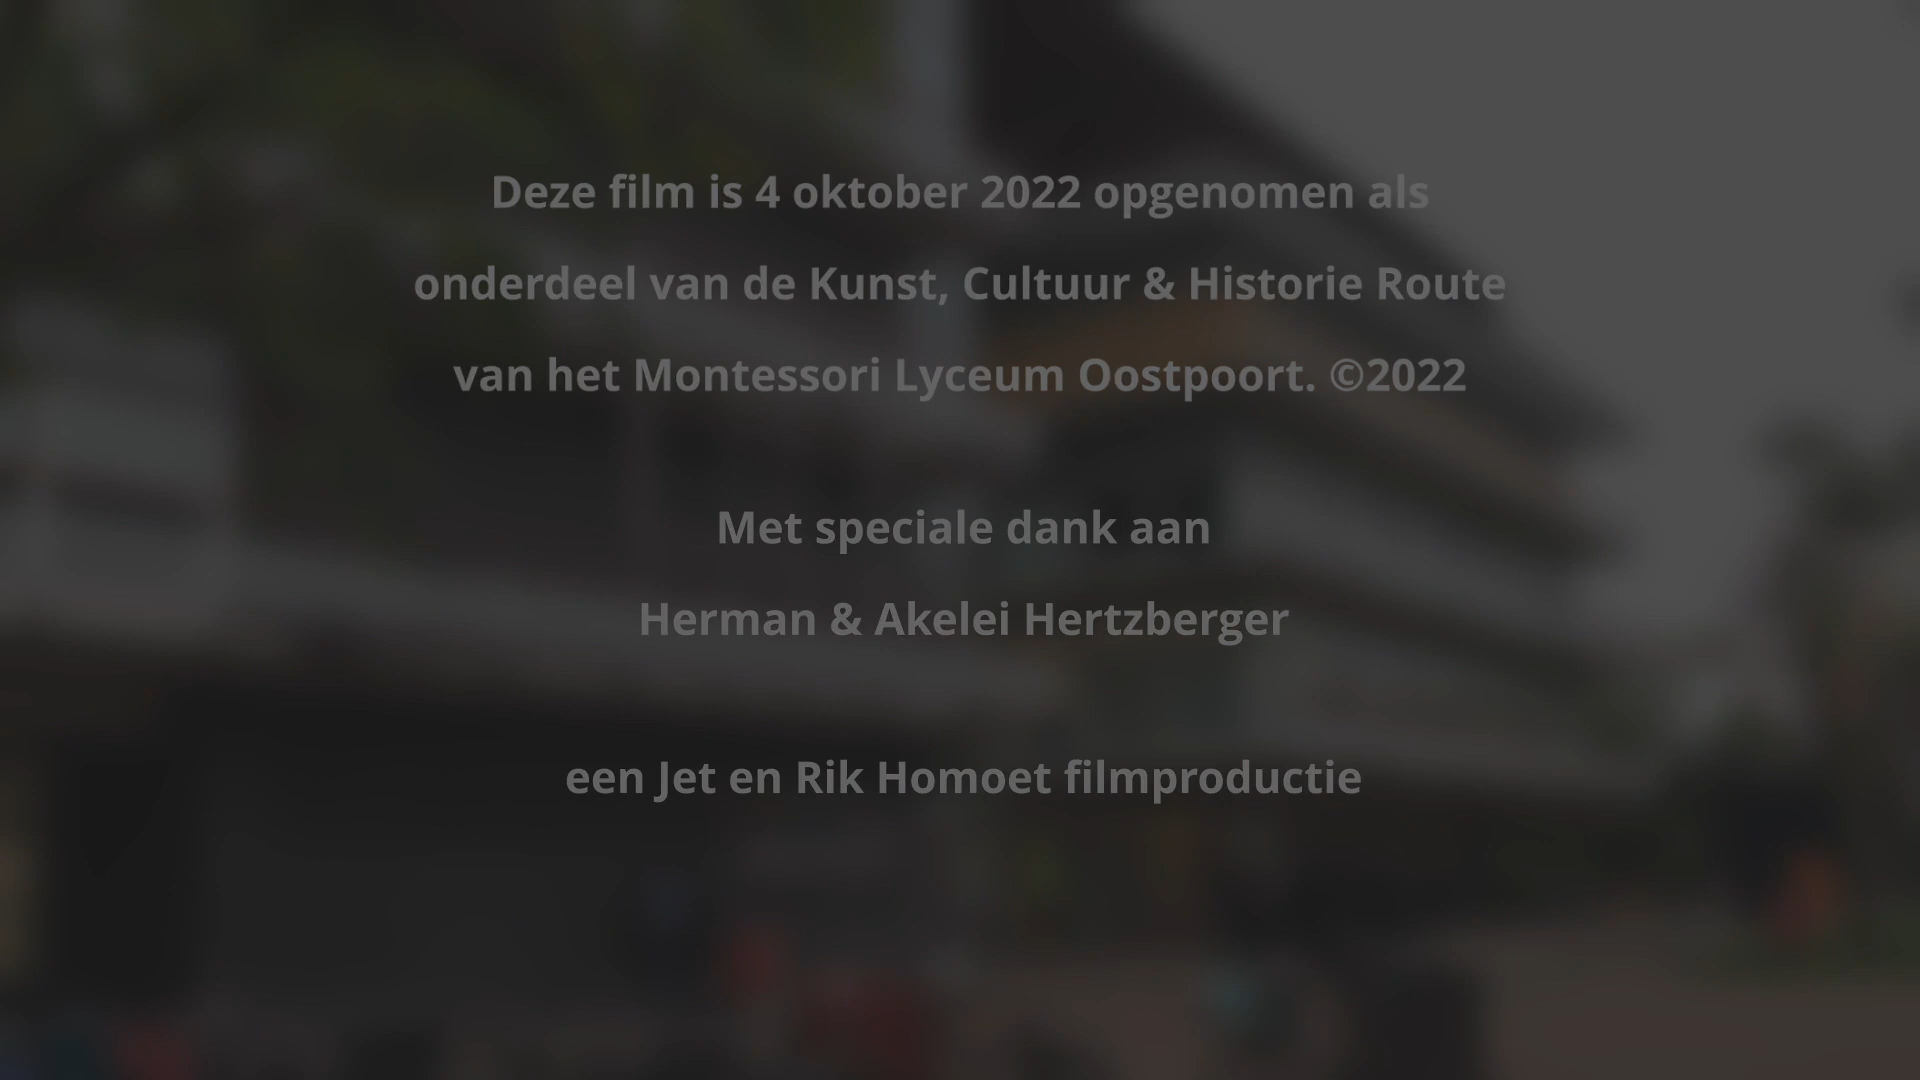 Deze film is 4 oktober 2022 opgenomen als
onderdeel van de Kunst, Cultuur & Historie Route
van het Montessori Lyceum Oostpoort. ©2022
Met speciale dank aan
Herman & Akelei Hertzberger
een Jet en Rik Homoet filmproductie